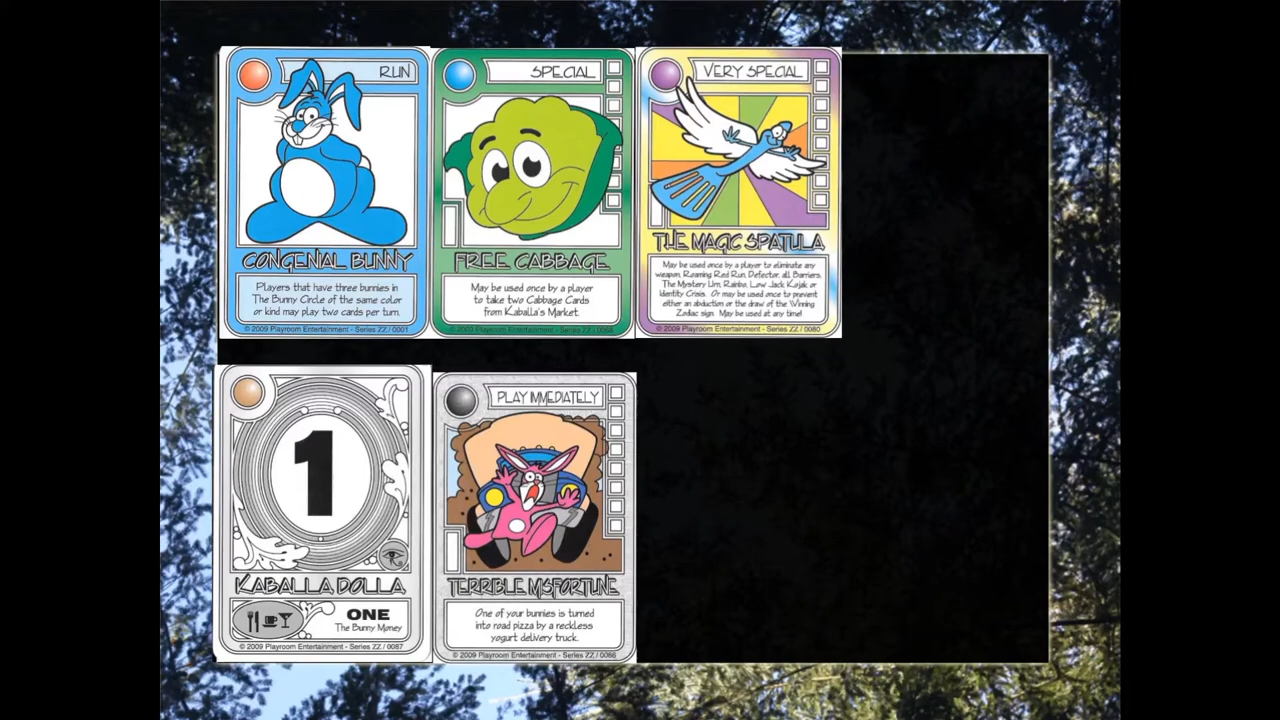 RUN
CONGENIAL BUNNY
Players that have three bunnies in
The Bunny Circle of the same color
or kind may play two cards per turn.
© 2009 Playroom Entertainment - Series ZZ / 0001
SPECIAL
FREE CABBAGE
May be used once by a player
to take two Cabbage Cards
from Kaballa's Market.
© 2009 Playroom Entertainment - Series ZZ /
VERY SPECIAL
THE MAGIC SPATULA
May be used once by a player to eliminate any
weapon, Roaming Red Run, Defector, all Barriers,
The Mystery Urn, Rainbo, Low Jack Kojak or
Identity Crisis. Or may be used once to prevent
either an abduction or the draw of the Winning
Zodiac sign. May be used at any time!
© 2009 Playroom Entertainment - Series ZZ / 0080
1
KABALLA DOLLA
ONE
The Bunny Money
© 2009 Playroom Entertainment - Series ZZ / 0087
PLAY IMMEDIATELY
TERRIBLE MISFORTUNE
One of your bunnies is turned
into road pizza by a reckless
yogurt delivery truck.
© 2009 Playroom Entertainment - Series ZZ / 0086